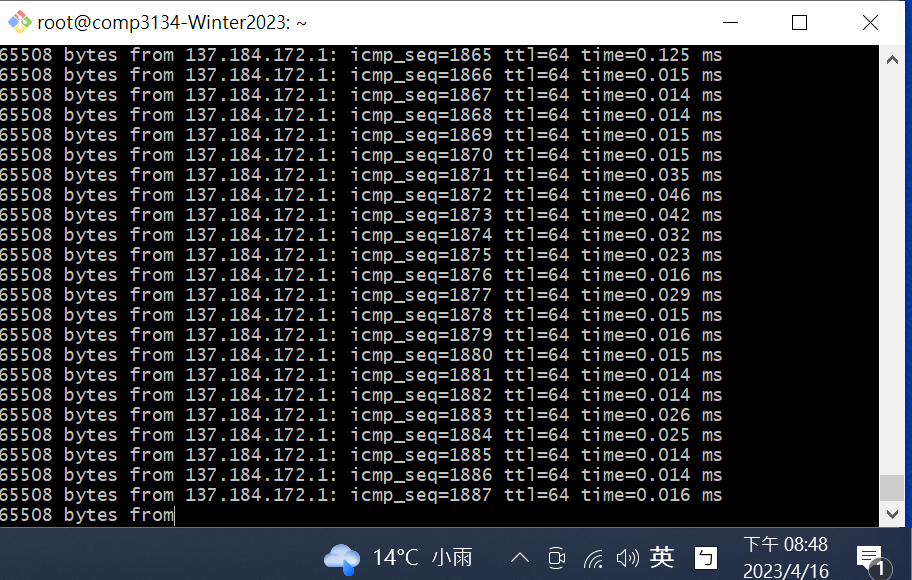 root@comp3134-Winter2023: ~
65508 bytes from 137.184.172.1: icmp_seq=1865 ttl=64 time=0.125 ms
65508 bytes from 137.184.172.1: icmp_seq=1866 ttl=64 time=0.015 ms
65508 bytes from 137.184.172.1: icmp_seq=1867 ttl=64 time=0.014 ms
65508 bytes from 137.184.172.1: icmp_seq=1868 ttl=64 time=0.014 ms
65508 bytes from 137.184.172.1: icmp_seq=1869 ttl=64 time=0.015 ms
65508 bytes from 137.184.172.1: icmp_seq=1870 ttl=64 time=0.015 ms
65508 bytes from 137.184.172.1: icmp_seq=1871 ttl=64 time=0.035 ms
65508 bytes from 137.184.172.1: icmp_seq=1872 ttl=64 time=0.046 ms
65508 bytes from 137.184.172.1: icmp_seq=1873 ttl=64 time=0.042 ms
65508 bytes from 137.184.172.1: icmp_seq=1874 ttl=64 time=0.032 ms
65508 bytes from 137.184.172.1: icmp_seq=1875 ttl=64 time=0.023 ms
65508 bytes from 137.184.172.1: icmp_seq=1876 ttl=64 time=0.016 ms
65508 bytes from 137.184.172.1: icmp_seq=1877 ttl=64 time=0.029 ms
65508 bytes from 137.184.172.1: icmp_seq=1878 ttl=64 time=0.015 ms
65508 bytes from 137.184.172.1: icmp_seq=1879 ttl=64 time=0.016 ms
65508 bytes from 137.184.172.1: icmp_seq=1880 ttl=64 time=0.015 ms
65508 bytes from 137.184.172.1: icmp_seq=1881 ttl=64 time=0.014 ms
65508 bytes from 137.184.172.1: icmp_seq=1882 ttl=64 time=0.014 ms
65508 bytes from 137.184.172.1: icmp_seq=1883 ttl=64 time=0.026 ms
65508 bytes from 137.184.172.1: icmp_seq=1884 ttl=64 time=0.025 ms
65508 bytes from 137.184.172.1: icmp_seq=1885 ttl=64 time=0.014 ms
65508 bytes from 137.184.172.1: icmp_seq=1886 ttl=64 time=0.014 ms
65508 bytes from 137.184.172.1: icmp_seq=1887 ttl=64 time=0.016 ms
65508 bytes from
14°C 小雨 英 ㄅ 下午 08:48
2023/4/16 1